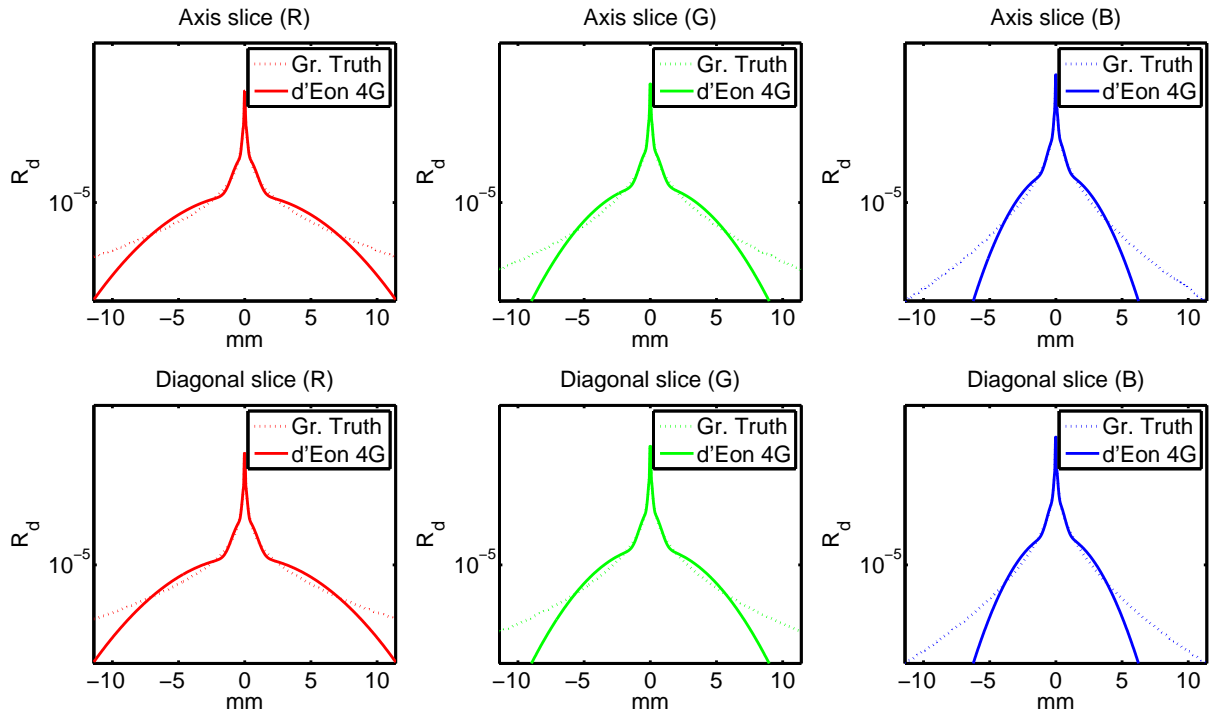 Axis slice (R)
Gr. Truth
d'Eon 4G
R_d
10^−5
−10 −5 0 5 10
mm
Axis slice (G)
Gr. Truth
d'Eon 4G
R_d
10^−5
−10 −5 0 5 10
mm
Axis slice (B)
Gr. Truth
d'Eon 4G
R_d
10^−5
−10 −5 0 5 10
mm
Diagonal slice (R)
Gr. Truth
d'Eon 4G
R_d
10^−5
−10 −5 0 5 10
mm
Diagonal slice (G)
Gr. Truth
d'Eon 4G
R_d
10^−5
−10 −5 0 5 10
mm
Diagonal slice (B)
Gr. Truth
d'Eon 4G
R_d
10^−5
−10 −5 0 5 10
mm